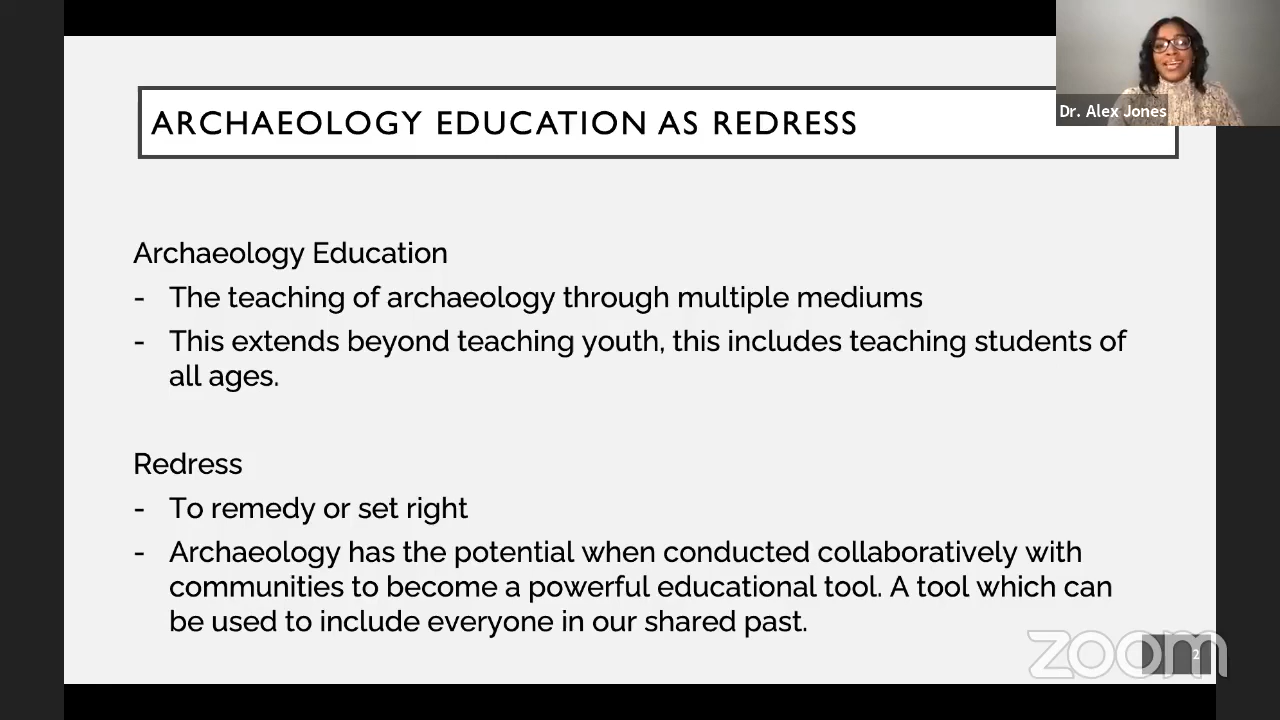 ARCHAEOLOGY EDUCATION AS REDRESS
Dr. Alex Jones
Archaeology Education
- The teaching of archaeology through multiple mediums
- This extends beyond teaching youth, this includes teaching students of
all ages.
Redress
- To remedy or set right
- Archaeology has the potential when conducted collaboratively with
communities to become a powerful educational tool. A tool which can
be used to include everyone in our shared past.
zoom
2